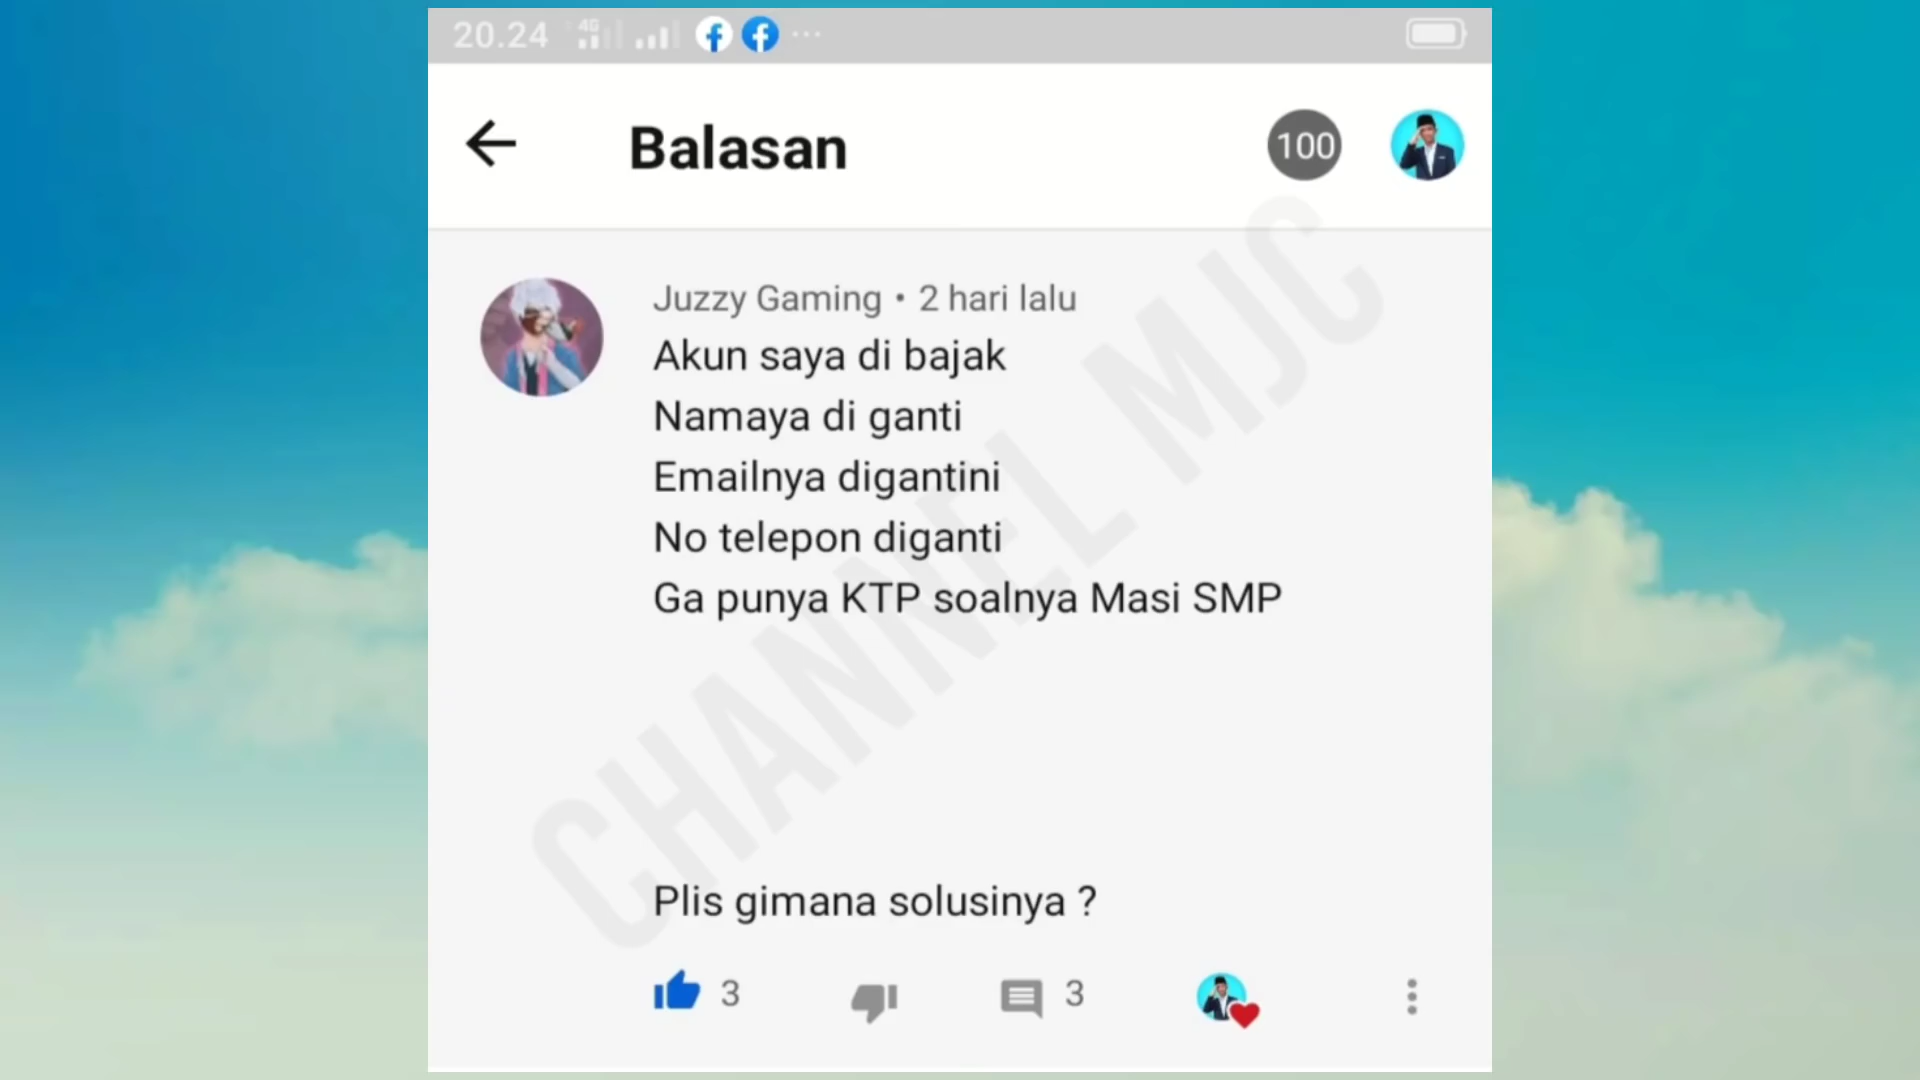 20.24 4G
Balasan
100
Juzzy Gaming • 2 hari lalu
Akun saya di bajak
Namaya di ganti
Emailnya digantini
No telepon diganti
Ga punya KTP soalnya Masi SMP
Plis gimana solusinya ?
3 3
CHANNEL MJC